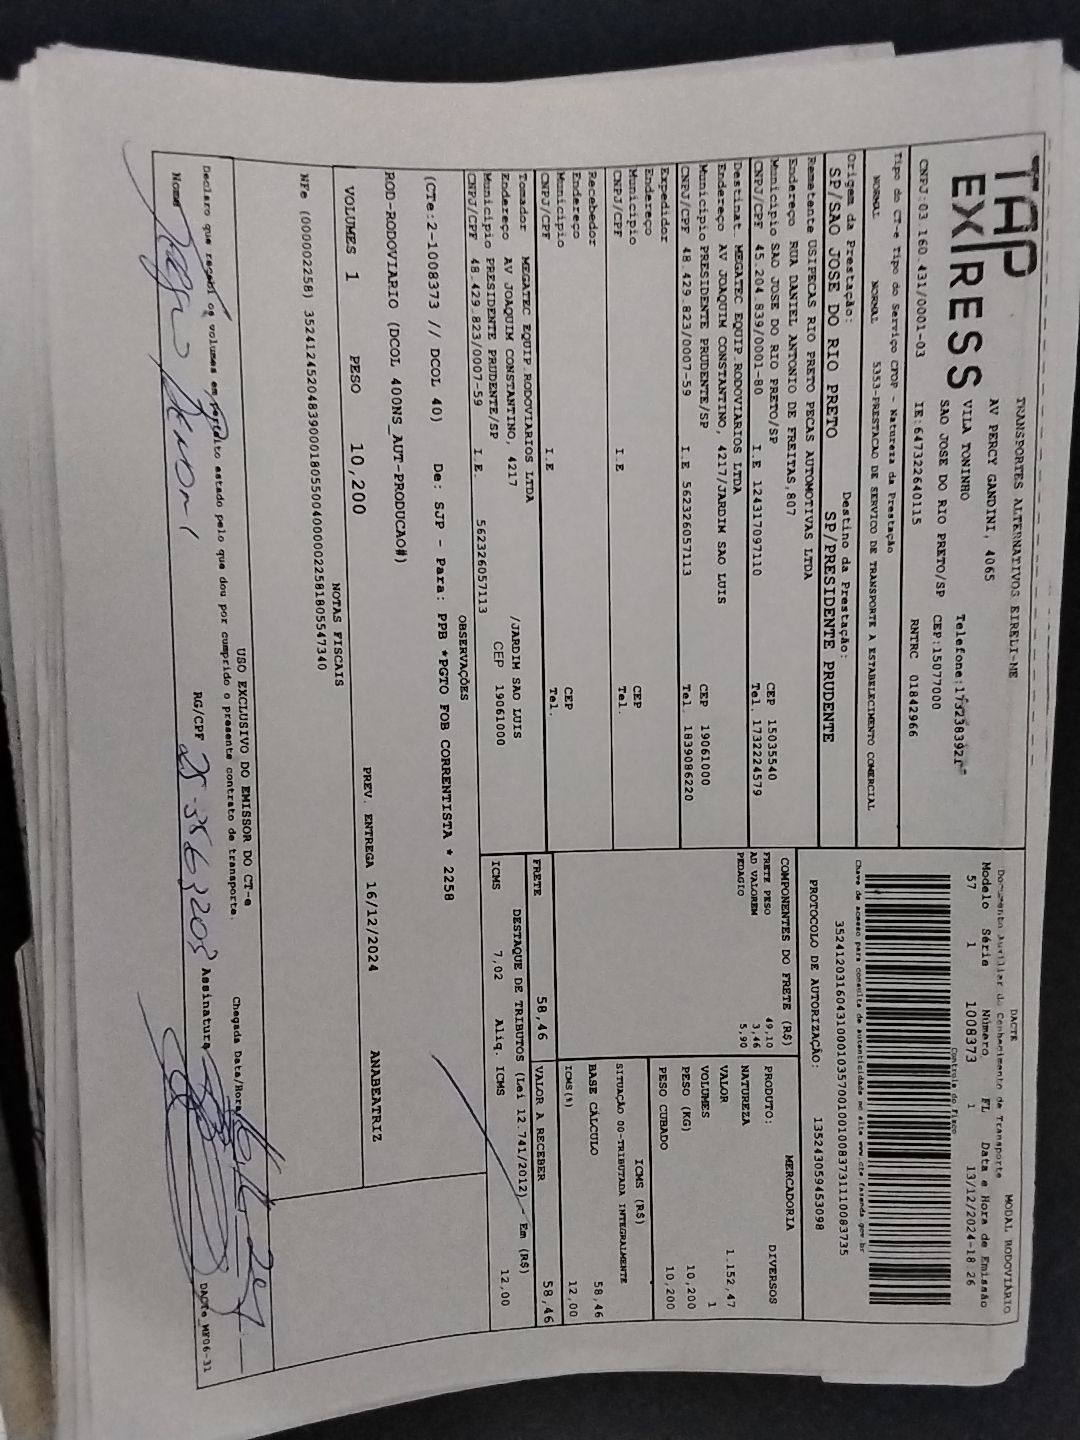 TAP EXPRESS
TRANSPORTES ALTERNATIVOS EIRELI-ME
AV PERCY GANDINI, 4065
VILA TONINHO Telefone:
SAO JOSE DO RIO PRETO/SP CEP:15077000
CNPJ:03.160.431/0001-03 IE:647322640115 RNTRC 01842966
Tipo do CT-e Tipo do Serviço CFOP - Natureza da Prestação
NORMAL NORMAL 5353-PRESTACAO DE SERVICO DE TRANSPORTE A ESTABELECIMENTO COMERCIAL
Origem da Prestação: Destino da Prestação:
SP/SAO JOSE DO RIO PRETO SP/PRESIDENTE PRUDENTE
Remetente USIPECAS RIO PRETO PECAS AUTOMOTIVAS LTDA
Endereço RUA DANIEL ANTONIO DE FREITAS,807
Município SAO JOSE DO RIO PRETO/SP CEP 15035540
CNPJ/CPF 45.204.839/0001-80 I.E 124317097110 Tel. 1732224579
Destinat. MEGATEC EQUIP.RODOVIARIOS LTDA
Endereço AV JOAQUIM CONSTANTINO, 4217/JARDIM SAO LUIS
Município PRESIDENTE PRUDENTE/SP CEP 19061000
CNPJ/CPF 48.429.823/0007-59 I.E 562326057113 Tel. 1839086220
Expedidor
Endereço
Município CEP
CNPJ/CPF I.E Tel.
Recebedor
Endereço
Município CEP
CNPJ/CPF I.E Tel.
Tomador MEGATEC EQUIP.RODOVIARIOS LTDA
Endereço AV JOAQUIM CONSTANTINO, 4217 /JARDIM SAO LUIS
Município PRESIDENTE PRUDENTE/SP CEP 19061000
CNPJ/CPF 48.429.823/0007-59 I.E. 562326057113
DACTE MODAL RODOVIÁRIO
Documento Auxiliar do Conhecimento de Transporte
Modelo Série Número FL Data e Hora de Emissão
57 1 1008373 1 13/12/2024-18:26
Controle do Fisco
Chave de acesso para consulta de autenticidade no site www.cte.fazenda.gov.br
35241203160431000103570010010083731110083735
PROTOCOLO DE AUTORIZAÇÃO: 135243059453098
COMPONENTES DO FRETE (R$)
FRETE PESO 49,10
AD VALOREM 3,46
PEDAGIO 5,90
MERCADORIA
PRODUTO: DIVERSOS
NATUREZA
VALOR 1.152,47
VOLUMES 1
PESO (KG) 10,200
PESO CUBADO 10,200
ICMS (R$)
SITUAÇÃO 00-TRIBUTADA INTEGRALMENTE
BASE CÁLCULO 58,46
ICMS(%) 12,00
FRETE 58,46 VALOR A RECEBER 58,46
DESTAQUE DE TRIBUTOS (Lei 12.741/2012) - Em (R$)
ICMS 7,02 Aliq. ICMS 12,00
OBSERVAÇÕES
(CTe:2-1008373 // DCOL 40) De: SJP - Para: PPB *PGTO FOB CORRENTISTA * 2258
ROD-RODOVIARIO (DCOL 400NS_AUT-PRODUCAO#)
VOLUMES 1 PESO 10,200 PREV. ENTREGA 16/12/2024 ANABEATRIZ
NOTAS FISCAIS
NFe (000002258) 35241245204839000180550040000022581805547340
USO EXCLUSIVO DO EMISSOR DO CT-e
Declaro que recebi os volumes em perfeito estado pelo que dou por cumprido o presente contrato de transporte.
Chegada Data/Hora
Nome RG/CPF Assinatura
DACTe_MF06-31